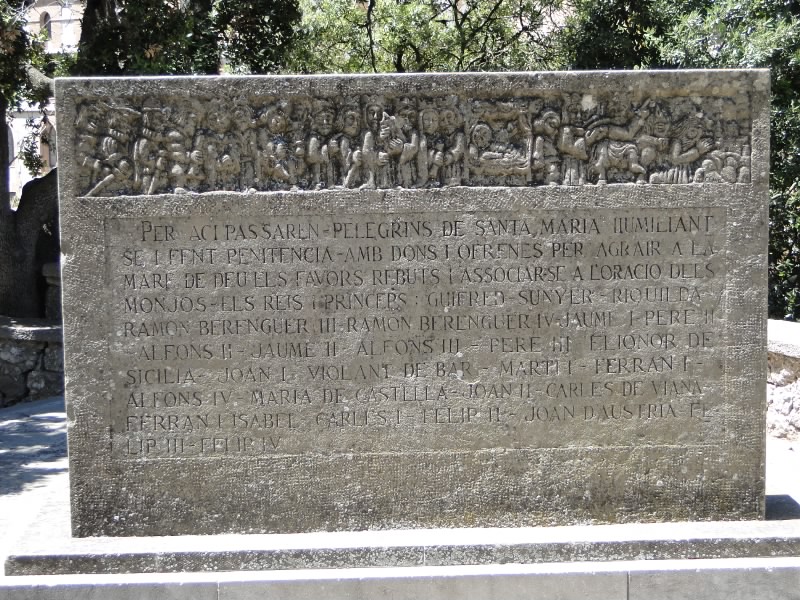 PER ACI PASSAREN-PELEGRINS DE SANTA MARIA HUMILIANT
SE I FENT PENITENCIA-AMB DONS I OFRENES PER AGRAIR A LA
MARE DE DEU ELS FAVORS REBUTS I ASSOCIAR-SE A L'ORACIO DELS
MONJOS-ELS REIS I PRINCEPS: GUIFRED-SUNYER-RIQUILDA
RAMON BERENGUER III-RAMON BERENGUER IV-JAUME I-PERE II
-ALFONS II-JAUME II ALFONS III-PERE III ELIONOR DE
SICILIA-JOAN I-VIOLANT DE BAR-MARTI I-FERRAN I-
ALFONS IV-MARIA DE CASTELLA-JOAN II-CARLES DE VIANA
FERRAN I ISABEL CARLES I-FELIP II-JOAN D'AUSTRIA FE
LIP III-FELIP IV